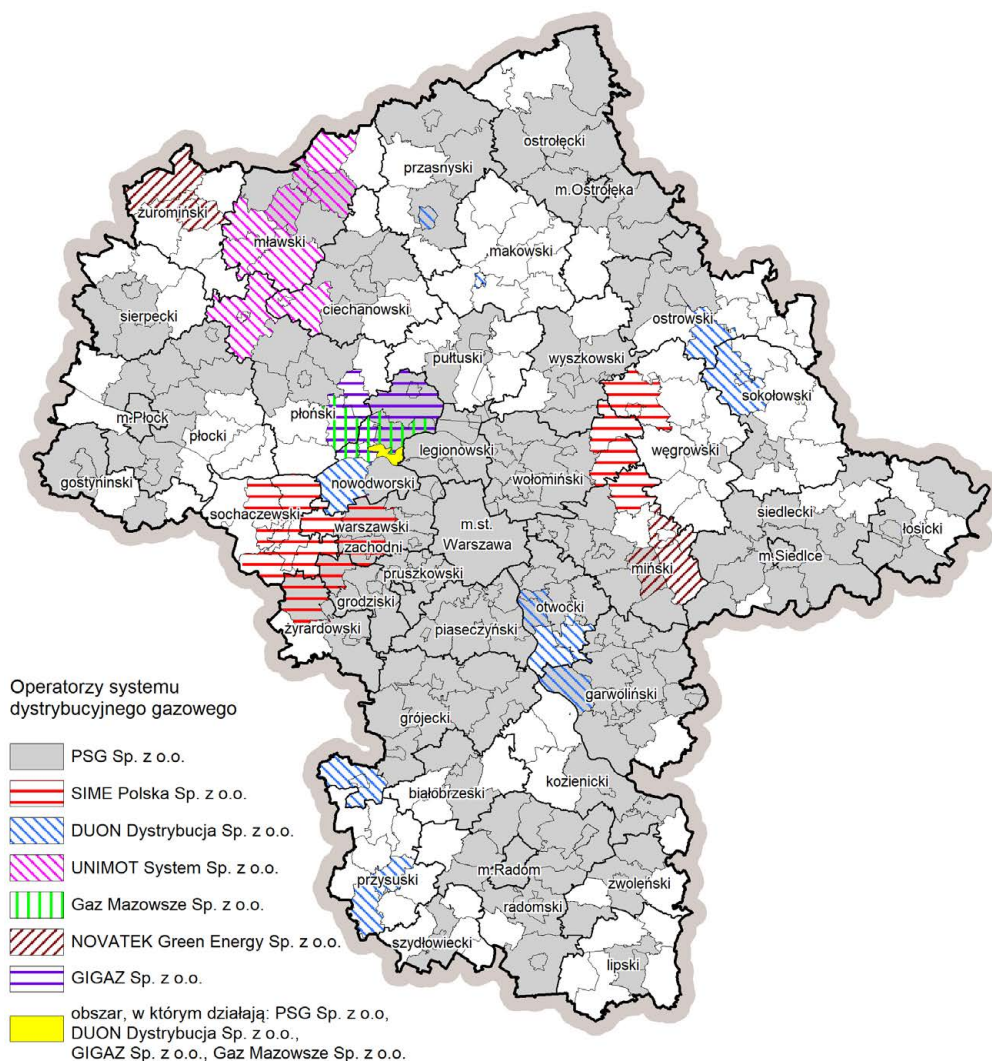 ostrołęcki
przasnyski
m.Ostrołęka
żuromiński
mławski
makowski
ciechanowski
sierpecki
ostrowski
pułtuski
wyszkowski
sokołowski
m.Płock
płoński
płocki
legionowski
węgrowski
gostyninski
nowodworski
wołomiński
sochaczewski
siedlecki
łosicki
warszawski
zachodni
m.st.
Warszawa
m.Siedlce
miński
pruszkowski
grodziski
otwocki
żyrardowski
piaseczyński
garwoliński
grójecki
kozienicki
białobrzeski
przysuski
m.Radom
zwoleński
radomski
szydłowiecki
lipski
Operatorzy systemu
dystrybucyjnego gazowego
PSG Sp. z o.o.
SIME Polska Sp. z o.o.
DUON Dystrybucja Sp. z o.o.
UNIMOT System Sp. z o.o.
Gaz Mazowsze Sp. z o.o.
NOVATEK Green Energy Sp. z o.o.
GIGAZ Sp. z o.o.
obszar, w którym działają: PSG Sp. z o.o,
DUON Dystrybucja Sp. z o.o.,
GIGAZ Sp. z o.o., Gaz Mazowsze Sp. z o.o.